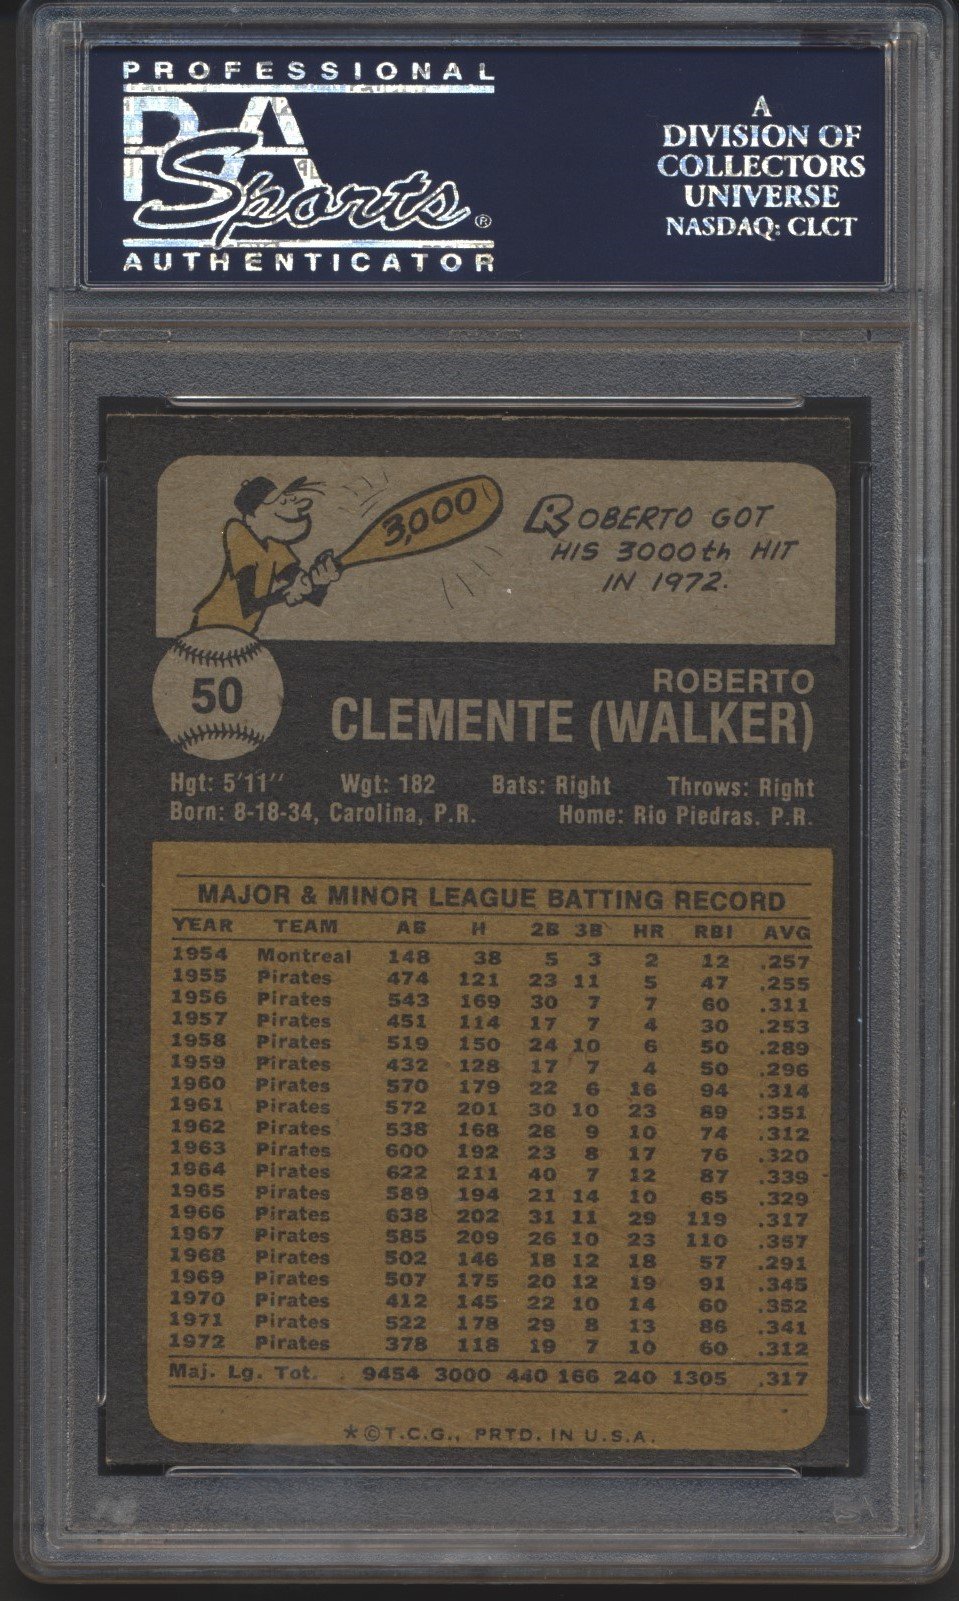 PROFESSIONAL
PSA
Sports®
AUTHENTICATOR
A
DIVISION OF
COLLECTORS
UNIVERSE
NASDAQ: CLCT
3,000
ROBERTO GOT
HIS 3000th HIT
IN 1972.
50
ROBERTO
CLEMENTE (WALKER)
Hgt: 5'11'' Wgt: 182 Bats: Right Throws: Right
Born: 8-18-34, Carolina, P.R. Home: Rio Piedras. P.R.
MAJOR & MINOR LEAGUE BATTING RECORD
YEAR TEAM AB H 2B 3B HR RBI AVG
1954 Montreal 148 38 5 3 2 12 .257
1955 Pirates 474 121 23 11 5 47 .255
1956 Pirates 543 169 30 7 7 60 .311
1957 Pirates 451 114 17 7 4 30 .253
1958 Pirates 519 150 24 10 6 50 .289
1959 Pirates 432 128 17 7 4 50 .296
1960 Pirates 570 179 22 6 16 94 .314
1961 Pirates 572 201 30 10 23 89 .351
1962 Pirates 538 168 28 9 10 74 .312
1963 Pirates 600 192 23 8 17 76 .320
1964 Pirates 622 211 40 7 12 87 .339
1965 Pirates 589 194 21 14 10 65 .329
1966 Pirates 638 202 31 11 29 119 .317
1967 Pirates 585 209 26 10 23 110 .357
1968 Pirates 502 146 18 12 18 57 .291
1969 Pirates 507 175 20 12 19 91 .345
1970 Pirates 412 145 22 10 14 60 .352
1971 Pirates 522 178 29 8 13 86 .341
1972 Pirates 378 118 19 7 10 60 .312
Maj. Lg. Tot. 9454 3000 440 166 240 1305 .317
*©T.C.G., PRTD. IN U.S.A.